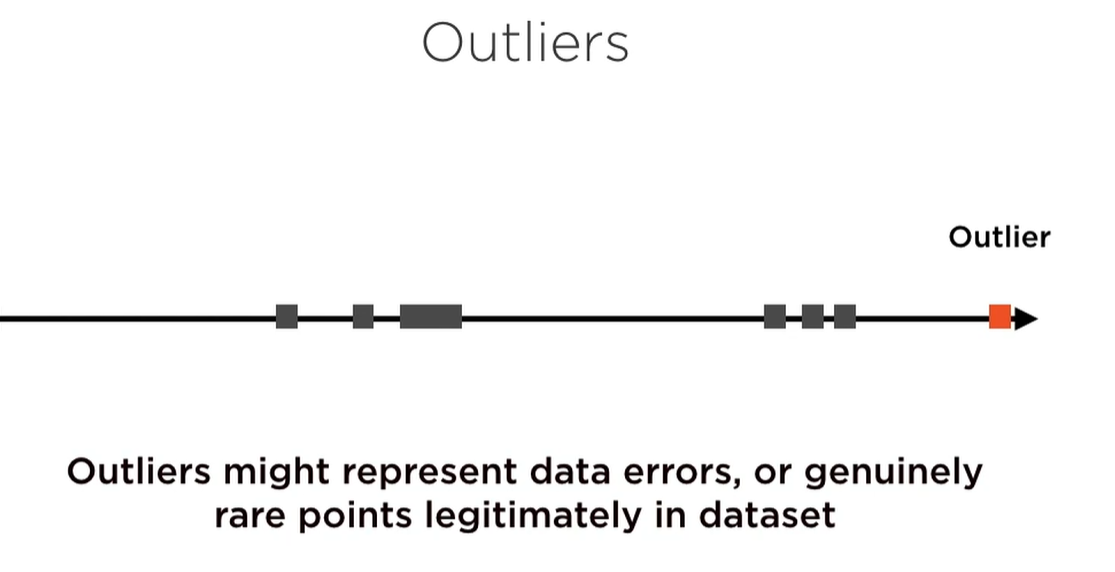 Outliers
Outlier
Outliers might represent data errors, or genuinely
rare points legitimately in dataset